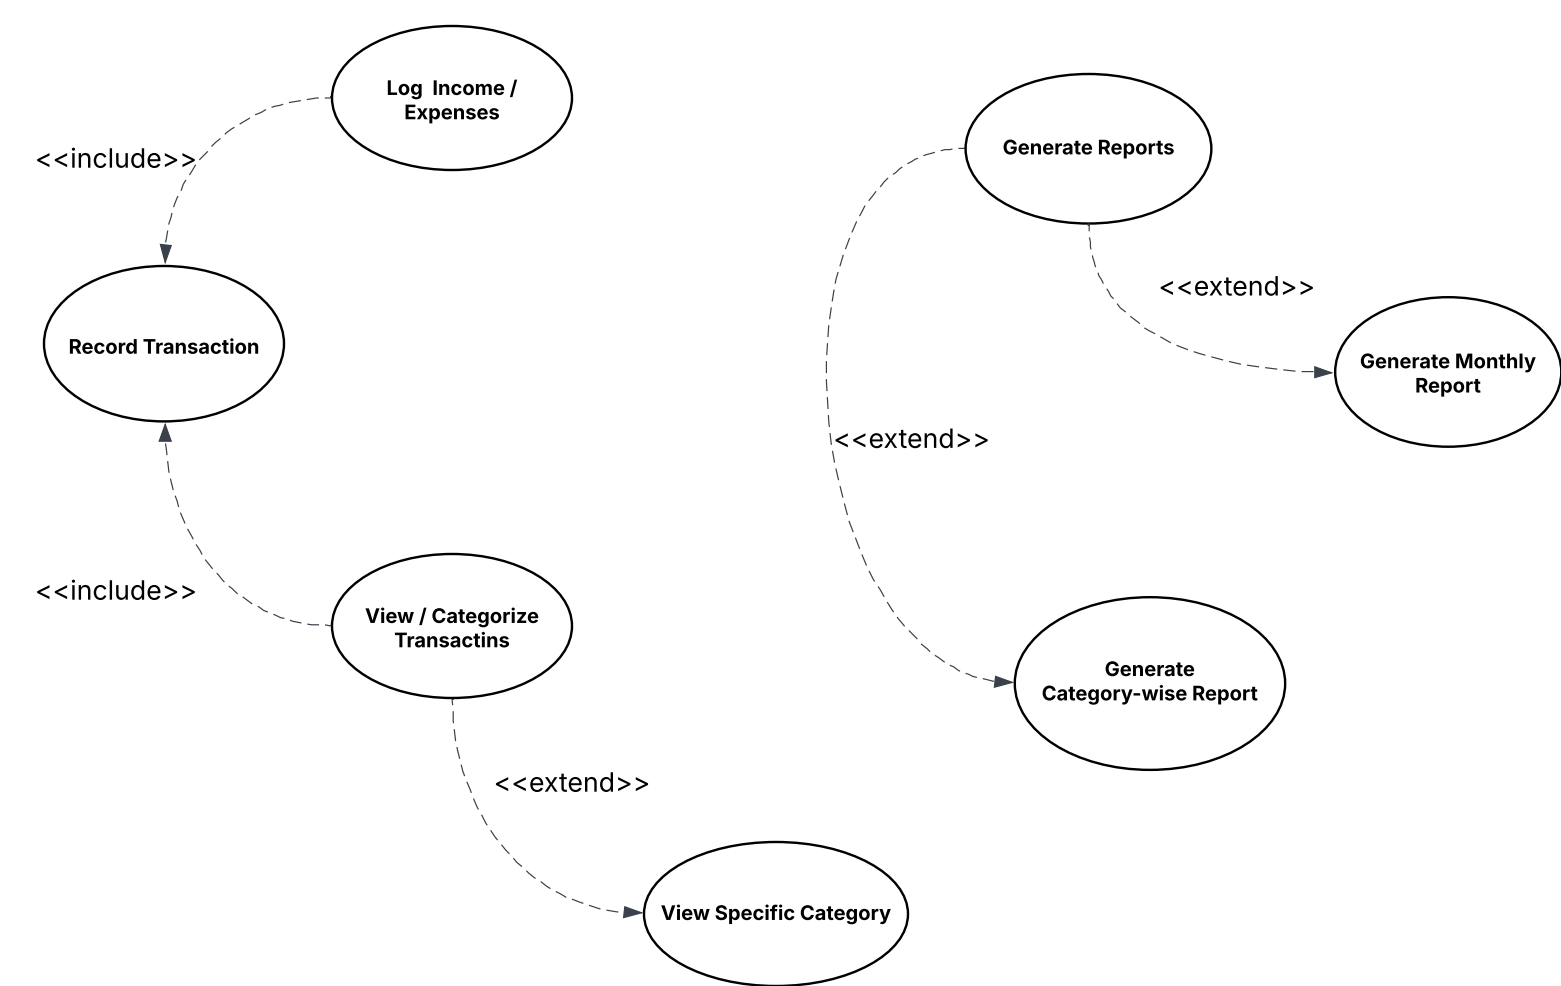 Log  Income /
Expenses
Generate Reports
<<include>>
<<extend>>
Record Transaction
Generate Monthly
Report
<<extend>>
<<include>>
View / Categorize
Transactins
Generate
Category-wise Report
<<extend>>
View Specific Category